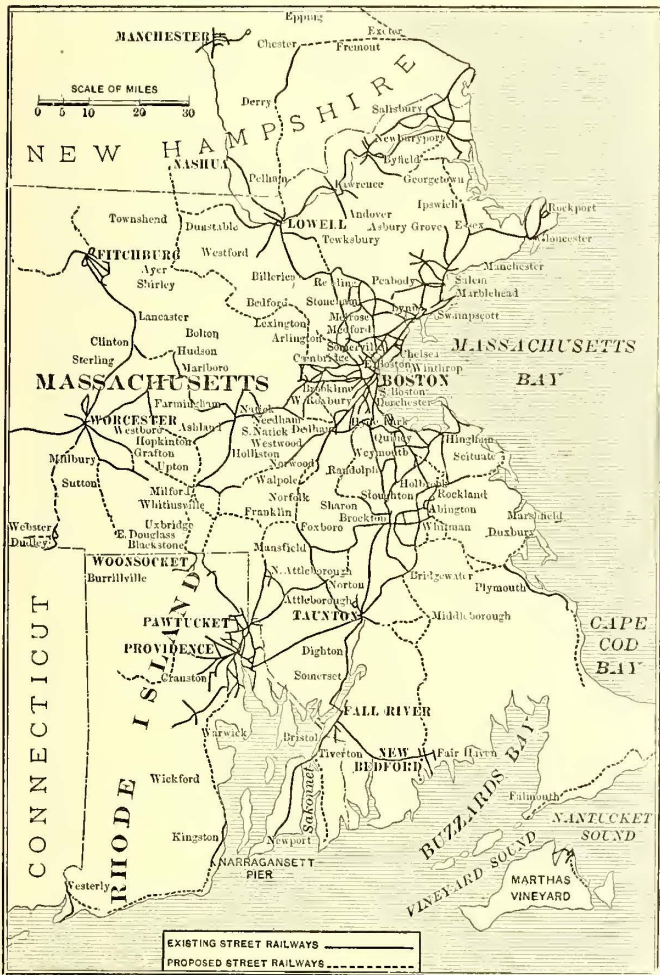 Epping
Exeter
MANCHESTER
Chester
Fremont
SCALE OF MILES
0 5 10 20 30
Derry
Salisbury
NEW HAMPSHIRE
Newburyport
NASHUA
Byfield
Pelham
Lawrence
Georgetown
Townshend
Andover
Ipswich
Rockport
Dunstable
LOWELL
Asbury Grove
Essex
Tewksbury
Gloucester
FITCHBURG
Westford
Ayer
Billerica
Reading
Peabody
Manchester
Shirley
Salem
Bedford
Stoneham
Marblehead
Lancaster
Lexington
Melrose
Lynn
Swampscott
Bolton
Arlington
Medford
Clinton
Hudson
Somerville
Chelsea
MASSACHUSETTS BAY
Sterling
Marlboro
Cambridge
E. Boston
Winthrop
MASSACHUSETTS
BOSTON
Brookline
S. Boston
Farmingham
Natick
W. Roxbury
Dorchester
WORCESTER
Westboro
Ashland
Needham
Hyde Park
Hopkinton
S. Natick
Dedham
Quincy
Hingham
Grafton
Westwood
Weymouth
Millbury
Holliston
Scituate
Upton
Norwood
Randolph
Sutton
Walpole
Holbrook
Milford
Stoughton
Rockland
Whitinsville
Norfolk
Sharon
Abington
Franklin
Marshfield
Webster
Uxbridge
Foxboro
Brockton
Whitman
Dudley
E. Douglass
Duxbury
Blackstone
Mansfield
WOONSOCKET
Burrillville
N. Attleborough
Bridgewater
Norton
Plymouth
Attleborough
PAWTUCKET
TAUNTON
Middleborough
PROVIDENCE
CAPE COD BAY
Dighton
Cranston
Somerset
FALL RIVER
Warwick
Bristol
Tiverton
NEW BEDFORD
Fair Haven
CONNECTICUT
RHODE ISLAND
Wickford
Sakonnet
BUZZARDS BAY
Falmouth
NANTUCKET SOUND
Kingston
Newport
VINEYARD SOUND
NARRAGANSETT PIER
Westerly
MARTHAS VINEYARD
EXISTING STREET RAILWAYS
PROPOSED STREET RAILWAYS